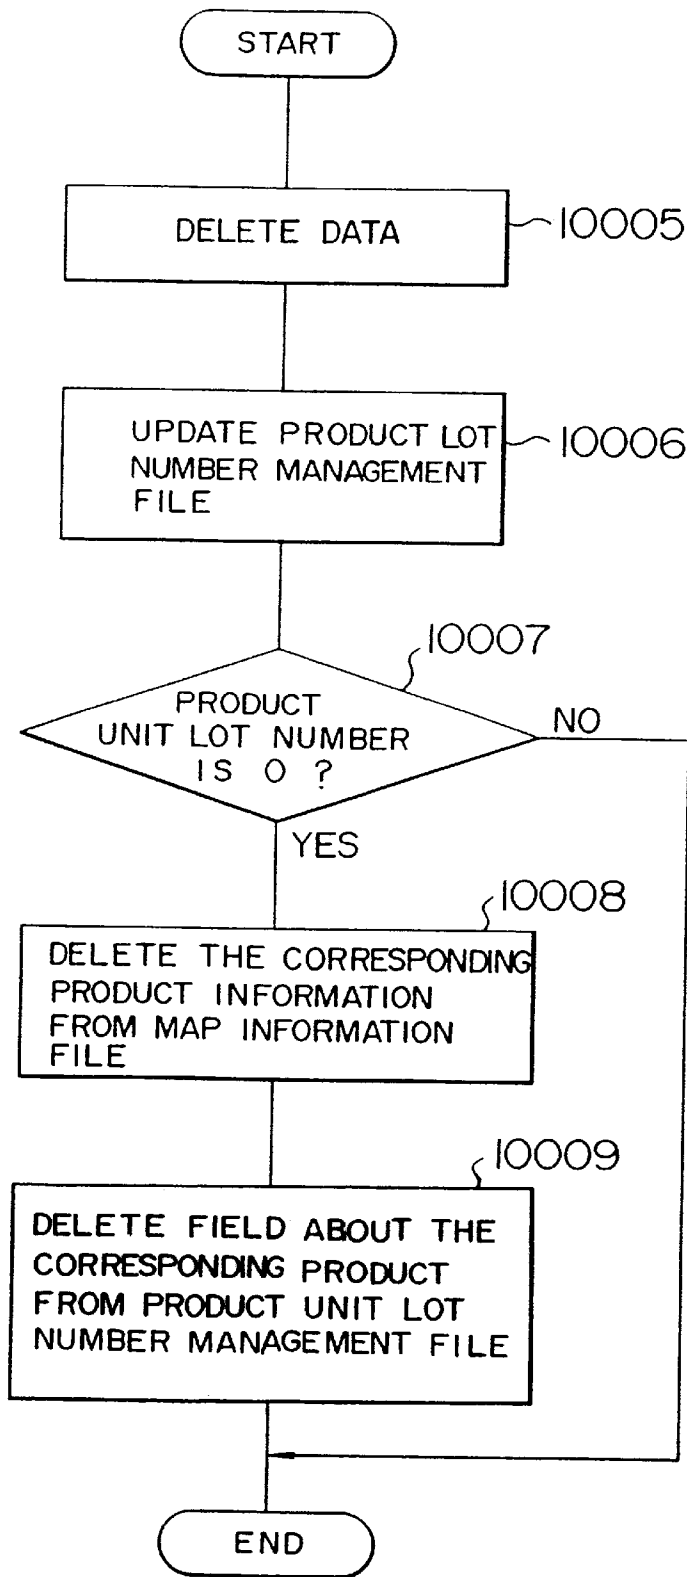 START
DELETE DATA
10005
UPDATE PRODUCT LOT
NUMBER MANAGEMENT
FILE
10006
10007
PRODUCT
UNIT LOT NUMBER
IS 0 ?
NO
YES
10008
DELETE THE CORRESPONDING
PRODUCT INFORMATION
FROM MAP INFORMATION
FILE
10009
DELETE FIELD ABOUT THE
CORRESPONDING PRODUCT
FROM PRODUCT UNIT LOT
NUMBER MANAGEMENT FILE
END